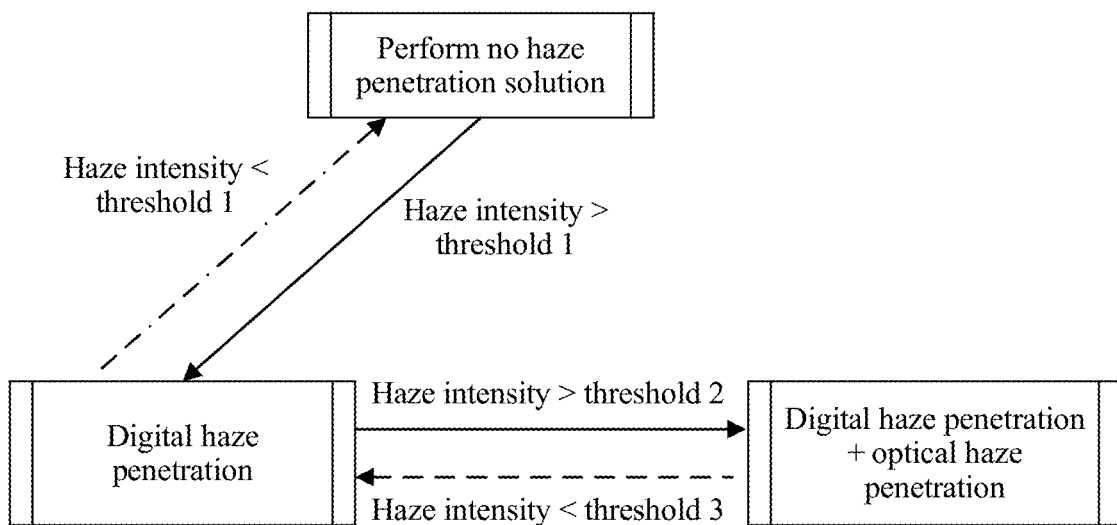 Perform no haze
penetration solution
Haze intensity <
threshold 1
Haze intensity >
threshold 1
Digital haze
penetration
Haze intensity > threshold 2
Haze intensity < threshold 3
Digital haze penetration
+ optical haze
penetration